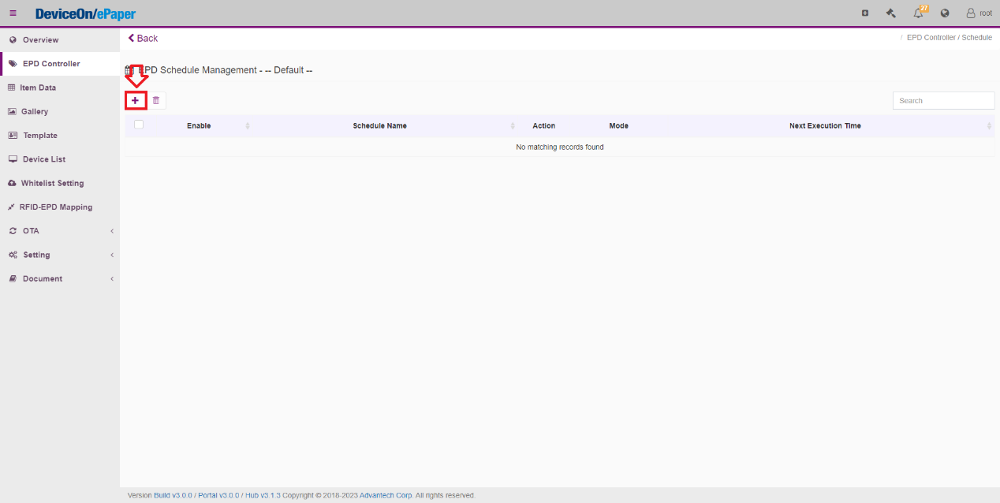 DeviceOn/ePaper
27
root
Overview
EPD Controller
Item Data
Gallery
Template
Device List
Whitelist Setting
RFID-EPD Mapping
OTA
Setting
Document
Back
/ EPD Controller / Schedule
EPD Schedule Management - -- Default --
Search
Enable Schedule Name Action Mode Next Execution Time
No matching records found
Version Build v3.0.0 / Portal v3.0.0 / Hub v3.1.3 Copyright © 2018-2023 Advantech Corp. All rights reserved.